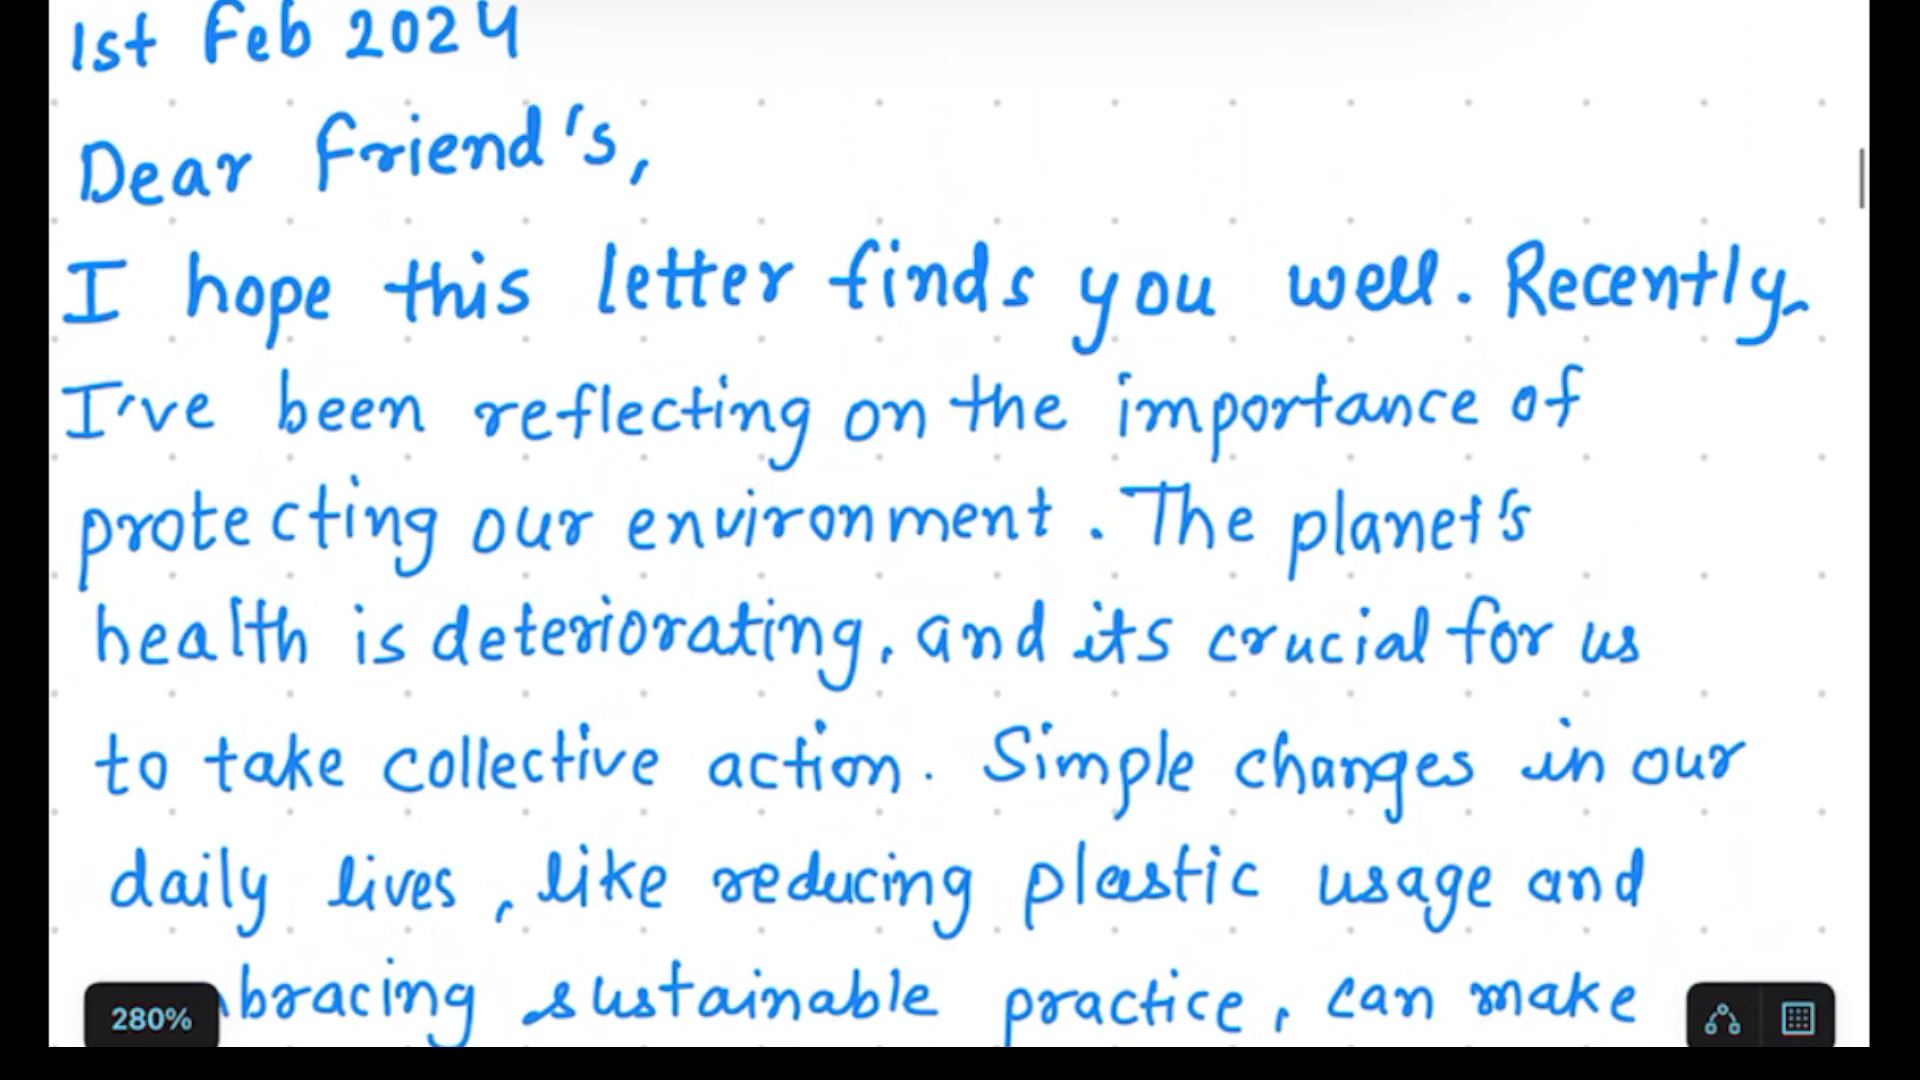 1st Feb 2024
Dear Friend's,
I hope this letter finds you well. Recently
I've been reflecting on the importance of
protecting our environment. The planet's
health is deteriorating, and its crucial for us
to take collective action. Simple changes in our
daily lives, like reducing plastic usage and
bracing sustainable practice, can make
280%